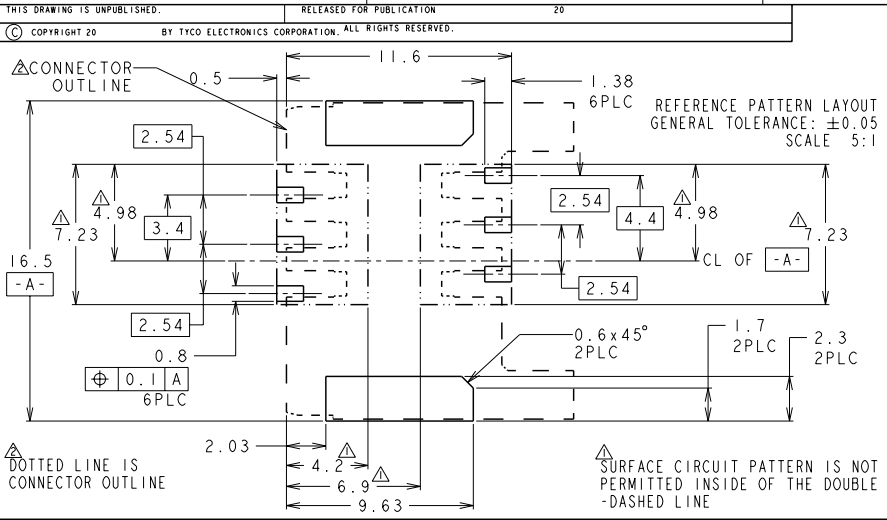 THIS DRAWING IS UNPUBLISHED. RELEASED FOR PUBLICATION 20
© COPYRIGHT 20 BY TYCO ELECTRONICS CORPORATION. ALL RIGHTS RESERVED.
2 CONNECTOR
OUTLINE
0.5
11.6
1.38
6PLC
REFERENCE PATTERN LAYOUT
GENERAL TOLERANCE: ±0.05
SCALE 5:1
2.54
1
4.98
1
7.23
3.4
16.5
-A-
2.54
4.4
1
4.98
1
7.23
CL OF -A-
2.54
2.54
0.8
⌖ 0.1 A
6PLC
0.6x45°
2PLC
1.7
2PLC
2.3
2PLC
2.03
1
4.2
1
6.9
9.63
2
DOTTED LINE IS
CONNECTOR OUTLINE
1
SURFACE CIRCUIT PATTERN IS NOT
PERMITTED INSIDE OF THE DOUBLE
-DASHED LINE